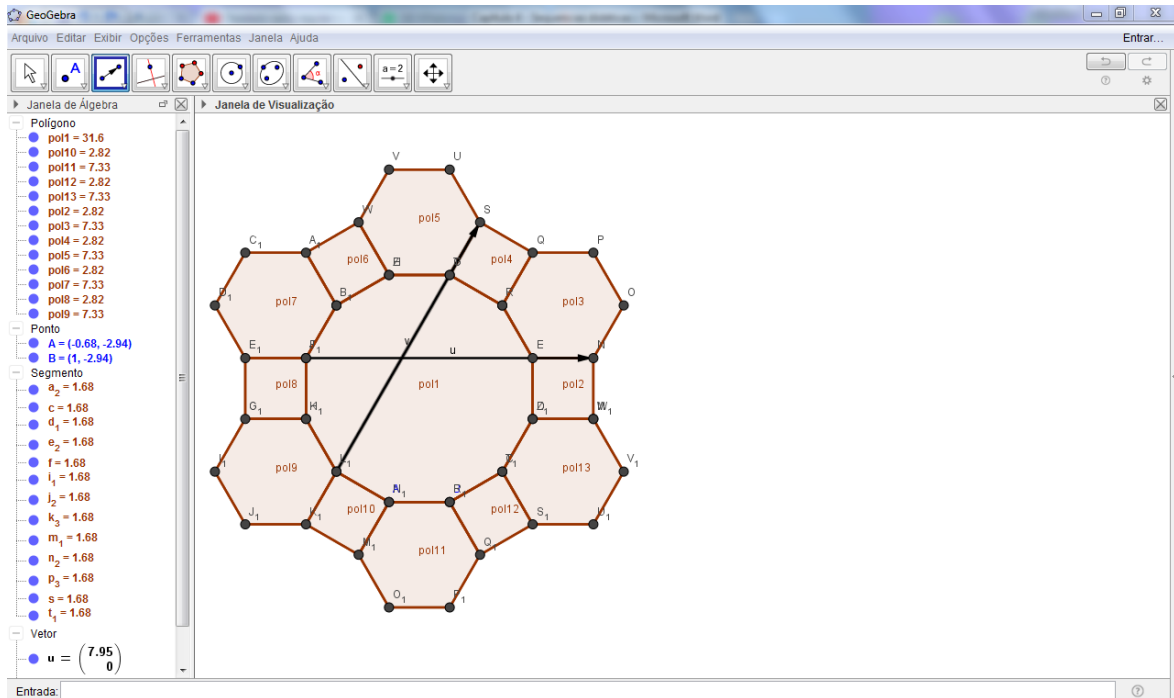 GeoGebra
Arquivo Editar Exibir Opções Ferramentas Janela Ajuda
Entrar...
A
a = 2
Janela de Álgebra
Janela de Visualização
Polígono
pol1 = 31.6
pol10 = 2.82
pol11 = 7.33
pol12 = 2.82
pol13 = 7.33
pol2 = 2.82
pol3 = 7.33
pol4 = 2.82
pol5 = 7.33
pol6 = 2.82
pol7 = 7.33
pol8 = 2.82
pol9 = 7.33
Ponto
A = (-0.68, -2.94)
B = (1, -2.94)
Segmento
a₂ = 1.68
c = 1.68
d₁ = 1.68
e₂ = 1.68
f = 1.68
i₁ = 1.68
j₂ = 1.68
k₃ = 1.68
m₁ = 1.68
n₂ = 1.68
p₃ = 1.68
s = 1.68
t₁ = 1.68
Vetor
u = (7.95
0)
V U
W pol5 S
C₁ A₁ Q P
pol6 pol4
D₁ pol7 B₁ R pol3 O
E₁ v u E N
pol8 pol1 pol2
G₁ W₁
pol9 pol13 V₁
J₁ K₁ pol10 pol12 S₁ U₁
M₁ pol11 Q₁
O₁ P₁
Entrada: